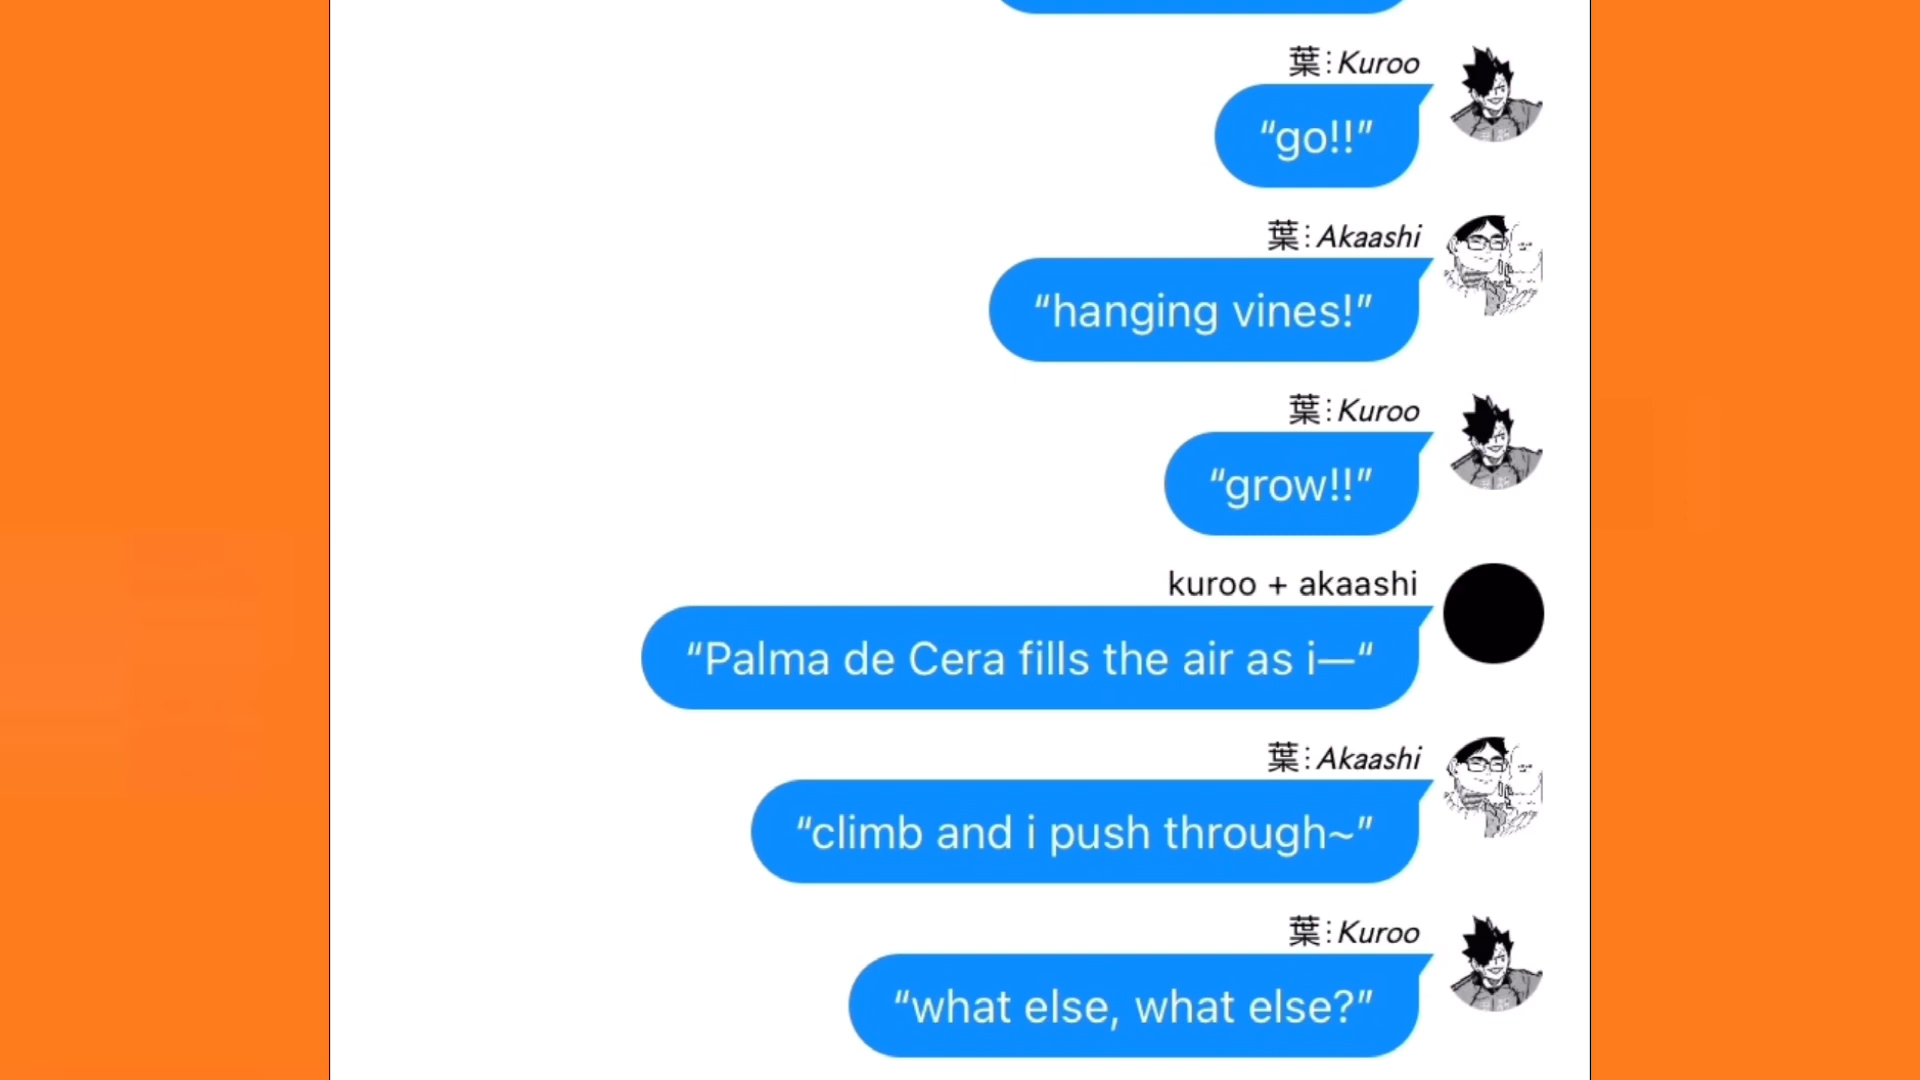 葉⋮Kuroo
“go!!”
葉⋮Akaashi
“hanging vines!”
葉⋮Kuroo
“grow!!”
kuroo + akaashi
“Palma de Cera fills the air as i—“
葉⋮Akaashi
“climb and i push through~”
葉⋮Kuroo
“what else, what else?”